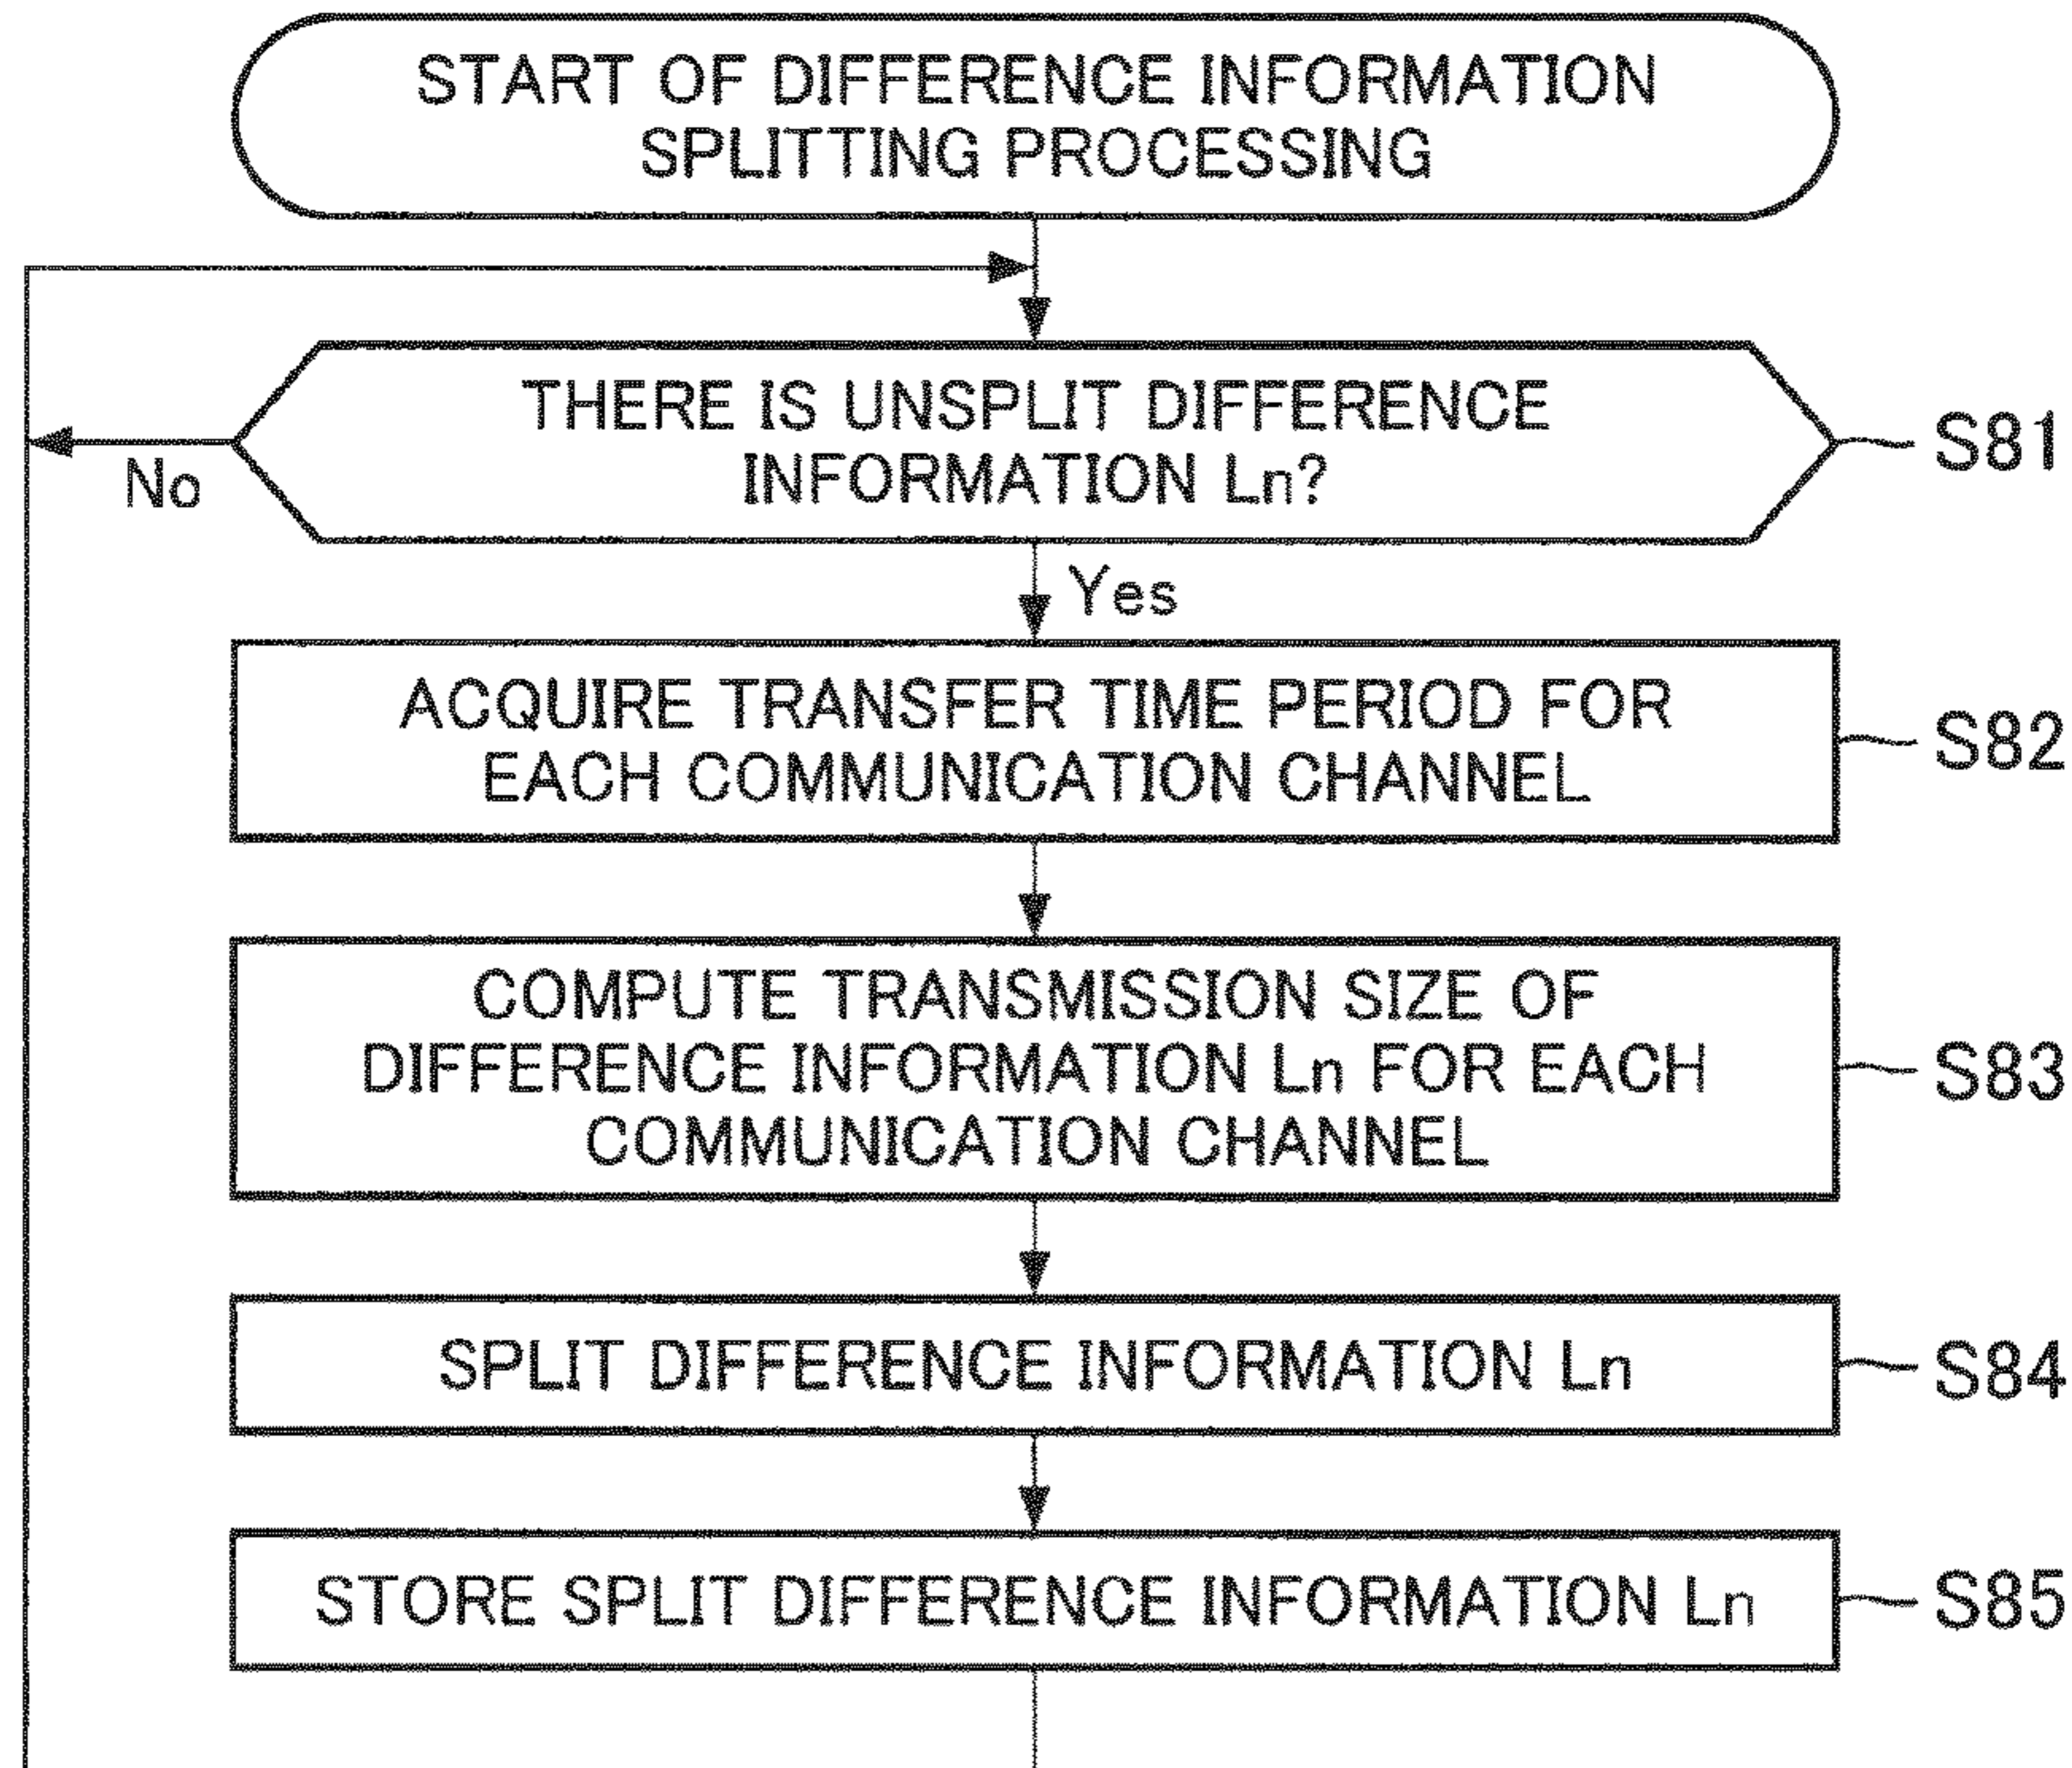 START OF DIFFERENCE INFORMATION
SPLITTING PROCESSING
THERE IS UNSPLIT DIFFERENCE
INFORMATION Ln?
S81
No
Yes
ACQUIRE TRANSFER TIME PERIOD FOR
EACH COMMUNICATION CHANNEL
S82
COMPUTE TRANSMISSION SIZE OF
DIFFERENCE INFORMATION Ln FOR EACH
COMMUNICATION CHANNEL
S83
SPLIT DIFFERENCE INFORMATION Ln
S84
STORE SPLIT DIFFERENCE INFORMATION Ln
S85